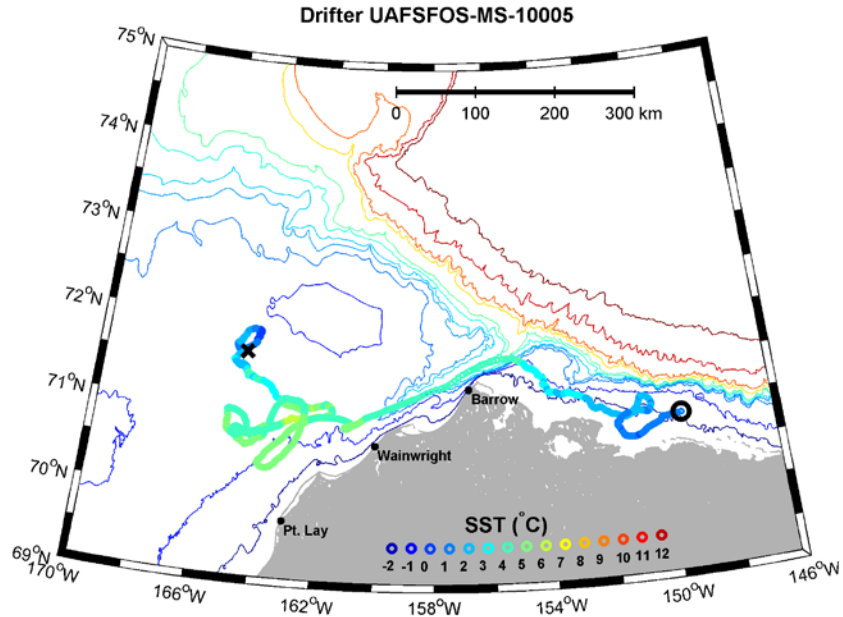 Drifter UAFSFOS-MS-10005
75°N
74°N
73°N
72°N
71°N
70°N
69°N
0 100 200 300 km
Barrow
Wainwright
Pt. Lay
SST (°C)
-2 -1 0 1 2 3 4 5 6 7 8 9 10 11 12
170°W
166°W
162°W
158°W
154°W
150°W
146°W